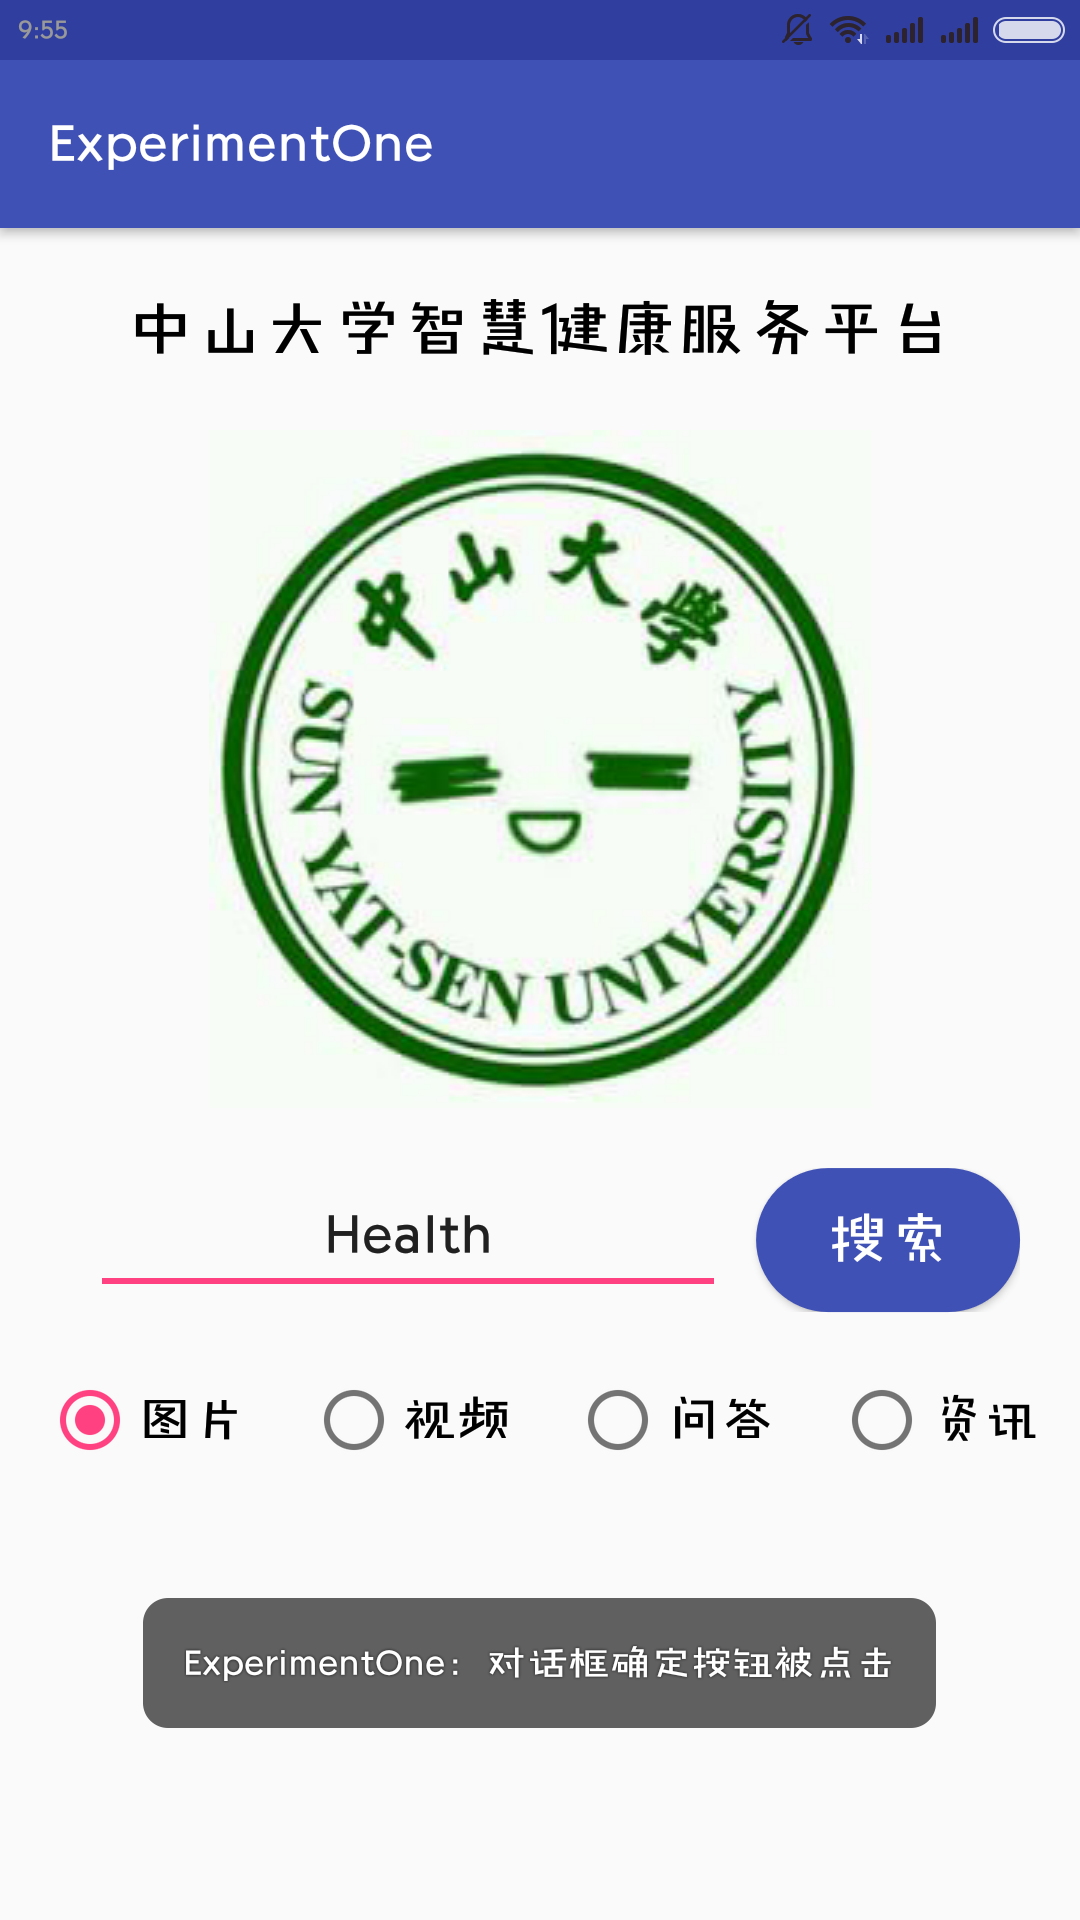 9:55
ExperimentOne
中山大学智慧健康服务平台
中山大學
SUN YAT-SEN UNIVERSITY
Health
搜索
图片 视频 问答 资讯
ExperimentOne：对话框确定按钮被点击